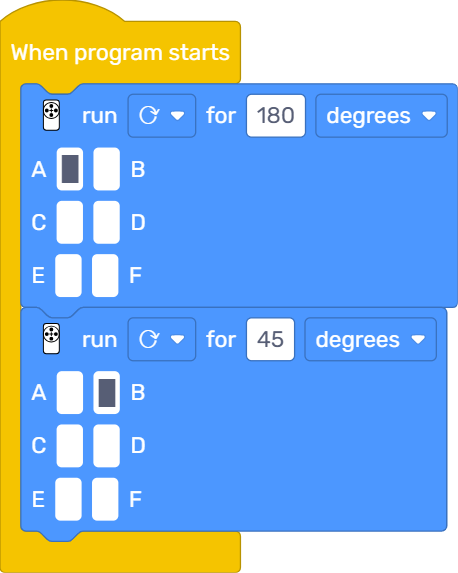 When program starts
run for 180 degrees
A B
C D
E F
run for 45 degrees
A B
C D
E F